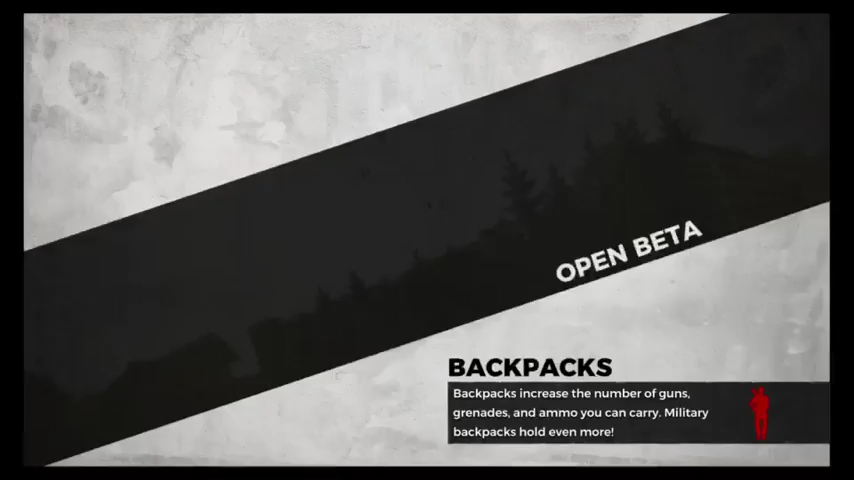 OPEN BETA
BACKPACKS
Backpacks increase the number of guns,
grenades, and ammo you can carry. Military
backpacks hold even more!